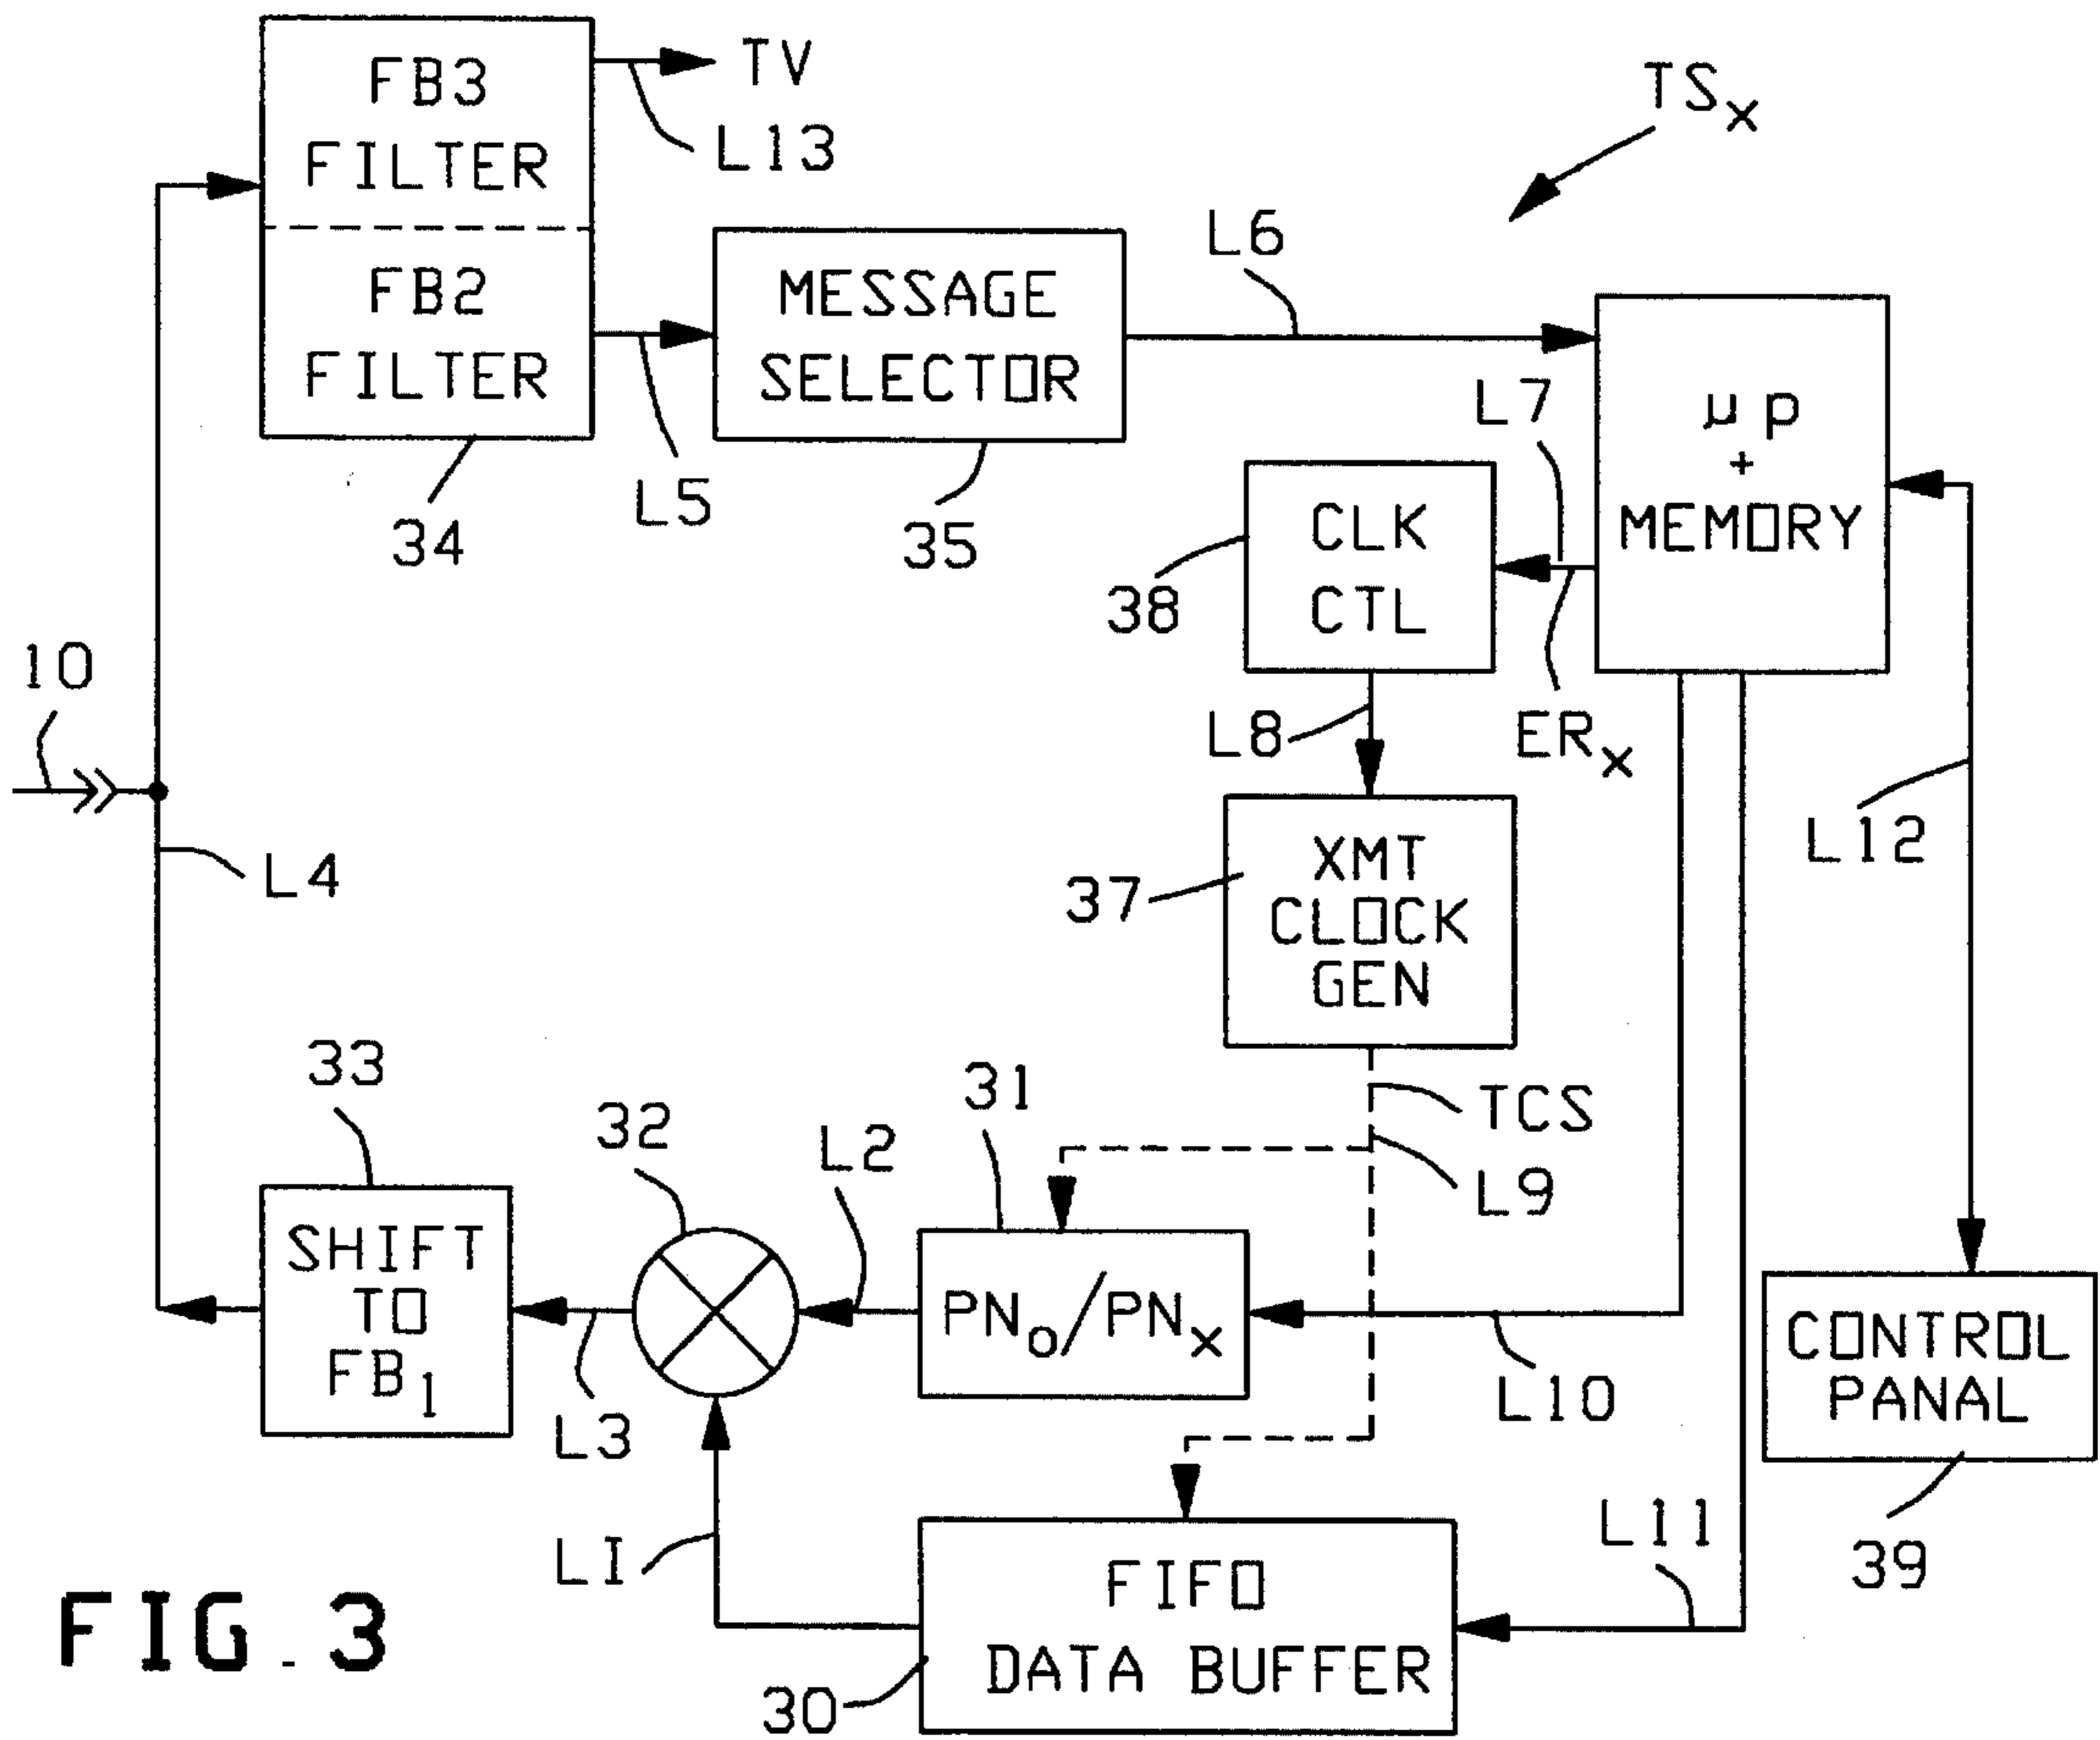 FB3
FILTER
TV
L13
TSx
FB2
FILTER
MESSAGE
SELECTOR
L6
L7
µp
+
MEMORY
34
L5
35
38
CLK
CTL
10
L8
ERx
L12
L4
37
XMT
CLOCK
GEN
33
32
31
L2
TCS
L9
SHIFT
TO
FB1
PNo/PNx
CONTROL
PANAL
L3
L10
LI
L11
39
FIFO
DATA BUFFER
30
FIG. 3